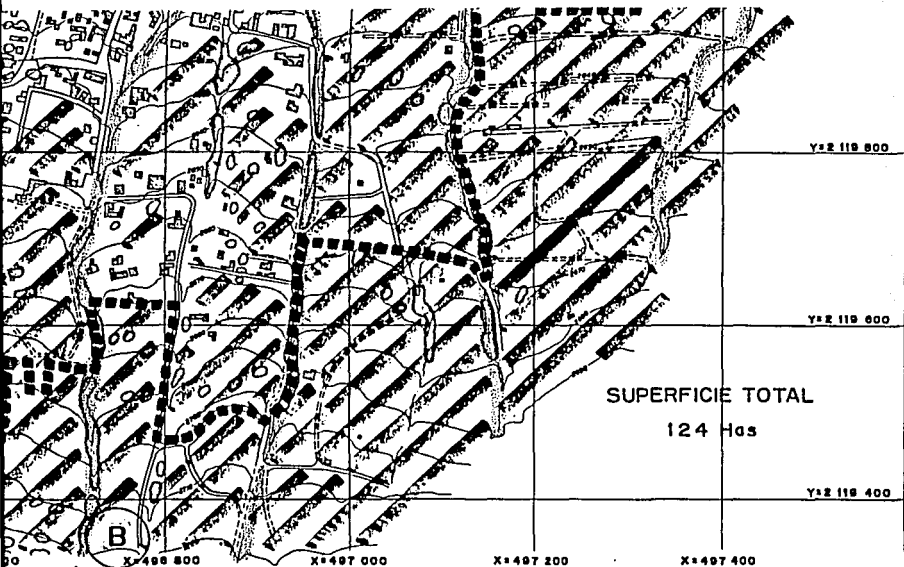 Y=2 119 800
Y=2 119 600
SUPERFICIE TOTAL
124 Has
Y=2 119 400
B
X=496 800
X=497 000
X=497 200
X=497 400